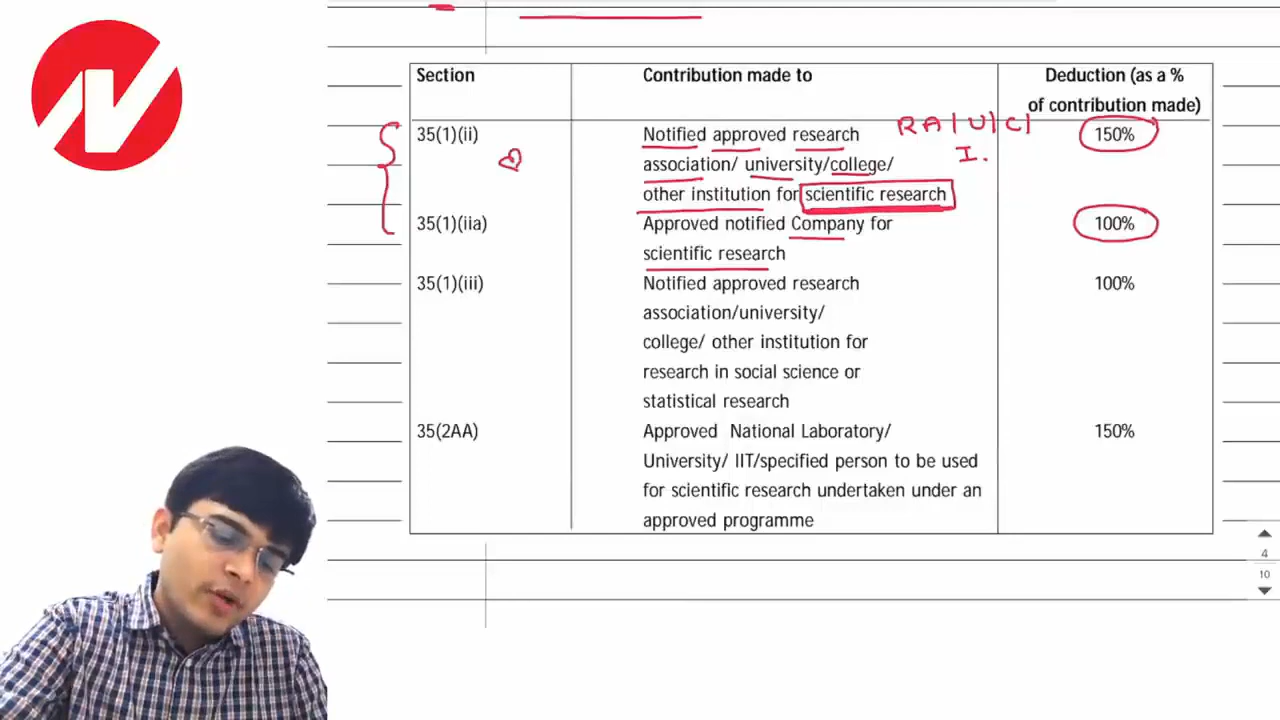 Section Contribution made to Deduction (as a %
of contribution made)
35(1)(ii) Notified approved research RA/U/C/ 150%
association/ university/college/ I.
other institution for scientific research
35(1)(iia) Approved notified Company for 100%
scientific research
35(1)(iii) Notified approved research 100%
association/university/
college/ other institution for
research in social science or
statistical research
35(2AA) Approved National Laboratory/ 150%
University/ IIT/specified person to be used
for scientific research undertaken under an
approved programme
4
10